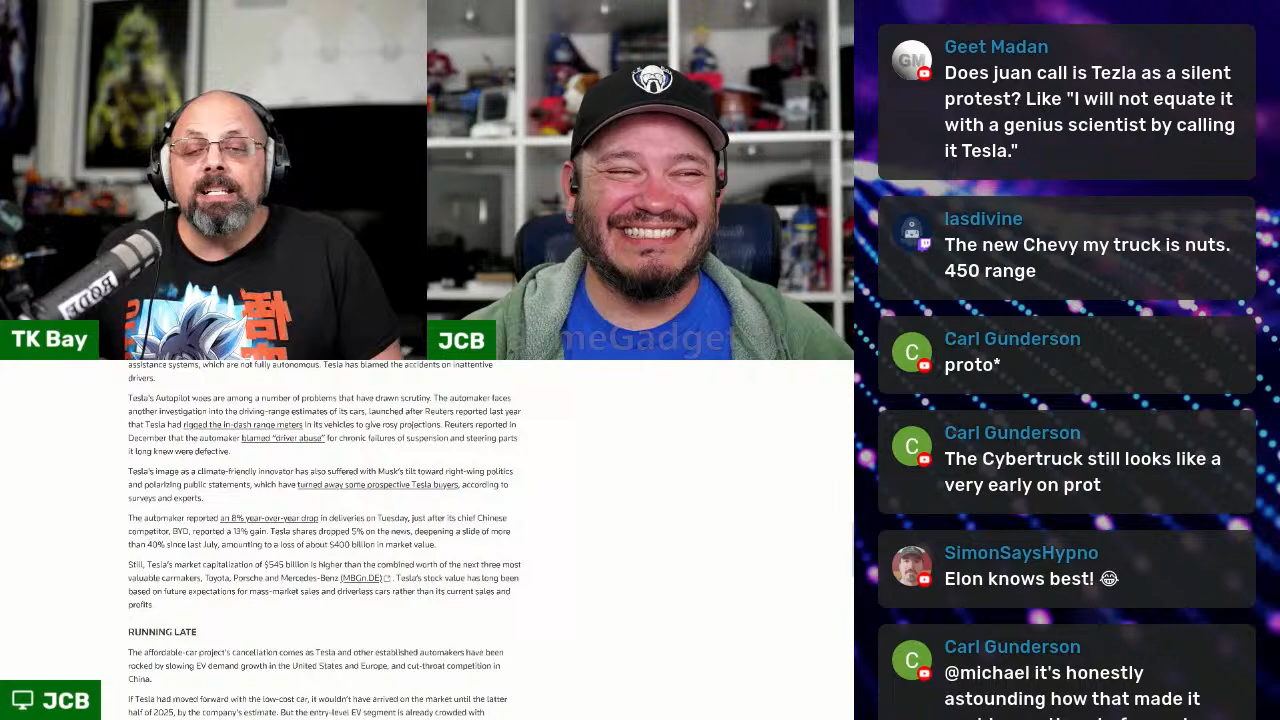 TK Bay
JCB
meGadget
RODE
assistance systems, which are not fully autonomous. Tesla has blamed the accidents on inattentive
drivers.
Tesla's Autopilot woes are among a number of problems that have drawn scrutiny. The automaker faces
another investigation into the driving-range estimates of its cars, launched after Reuters reported last year
that Tesla had rigged the in-dash range meters in its vehicles to give rosy projections. Reuters reported in
December that the automaker blamed "driver abuse" for chronic failures of suspension and steering parts
it long knew were defective.
Tesla's image as a climate-friendly innovator has also suffered with Musk's tilt toward right-wing politics
and polarizing public statements, which have turned away some prospective Tesla buyers, according to
surveys and experts.
The automaker reported an 8% year-over-year drop in deliveries on Tuesday, just after its chief Chinese
competitor, BYD, reported a 13% gain. Tesla shares dropped 5% on the news, deepening a slide of more
than 40% since last July, amounting to a loss of about $400 billion in market value.
Still, Tesla's market capitalization of $545 billion is higher than the combined worth of the next three most
valuable carmakers, Toyota, Porsche and Mercedes-Benz (MBGn.DE) . Tesla's stock value has long been
based on future expectations for mass-market sales and driverless cars rather than its current sales and
profits
RUNNING LATE
The affordable-car project's cancellation comes as Tesla and other established automakers have been
rocked by slowing EV demand growth in the United States and Europe, and cut-throat competition in
China.
If Tesla had moved forward with the low-cost car, it wouldn't have arrived on the market until the latter
half of 2025, by the company's estimate. But the entry-level EV segment is already crowded with
JCB
GM
Geet Madan
Does juan call is Tezla as a silent
protest? Like "I will not equate it
with a genius scientist by calling
it Tesla."
lasdivine
The new Chevy my truck is nuts.
450 range
C
Carl Gunderson
proto*
C
Carl Gunderson
The Cybertruck still looks like a
very early on prot
SimonSaysHypno
Elon knows best! 😂
C
Carl Gunderson
@michael it's honestly
astounding how that made it